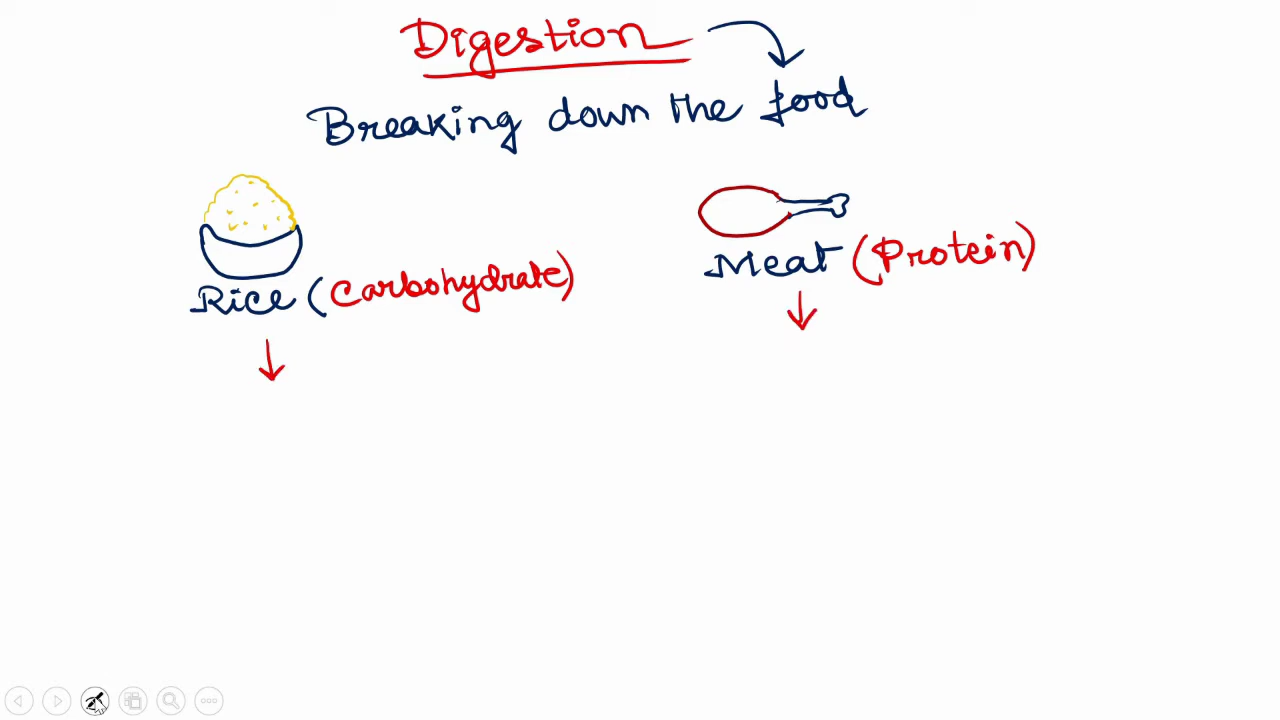 Digestion
Breaking down the food
Rice (Carbohydrate)
Meat (Protein)